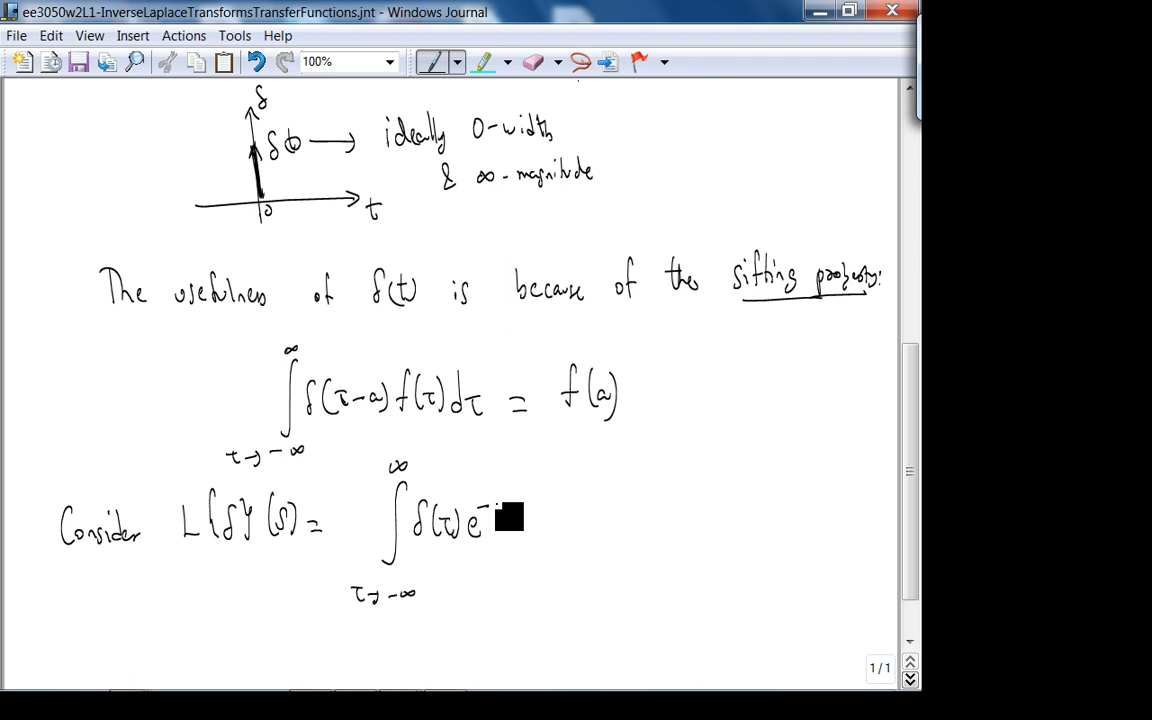 ee3050w2L1-InverseLaplaceTransformsTransferFunctions.jnt - Windows Journal
File Edit View Insert Actions Tools Help
100%
δ
δ(t) → ideally 0-width
& ∞-magnitude
0 t
The usefulness of δ(t) is because of the sifting property:
∞
∫ δ(τ-a) f(τ) dτ = f(a)
τ→-∞
∞
Consider L{δ}(s) = ∫ δ(τ) e^-
τ→-∞
1 / 1